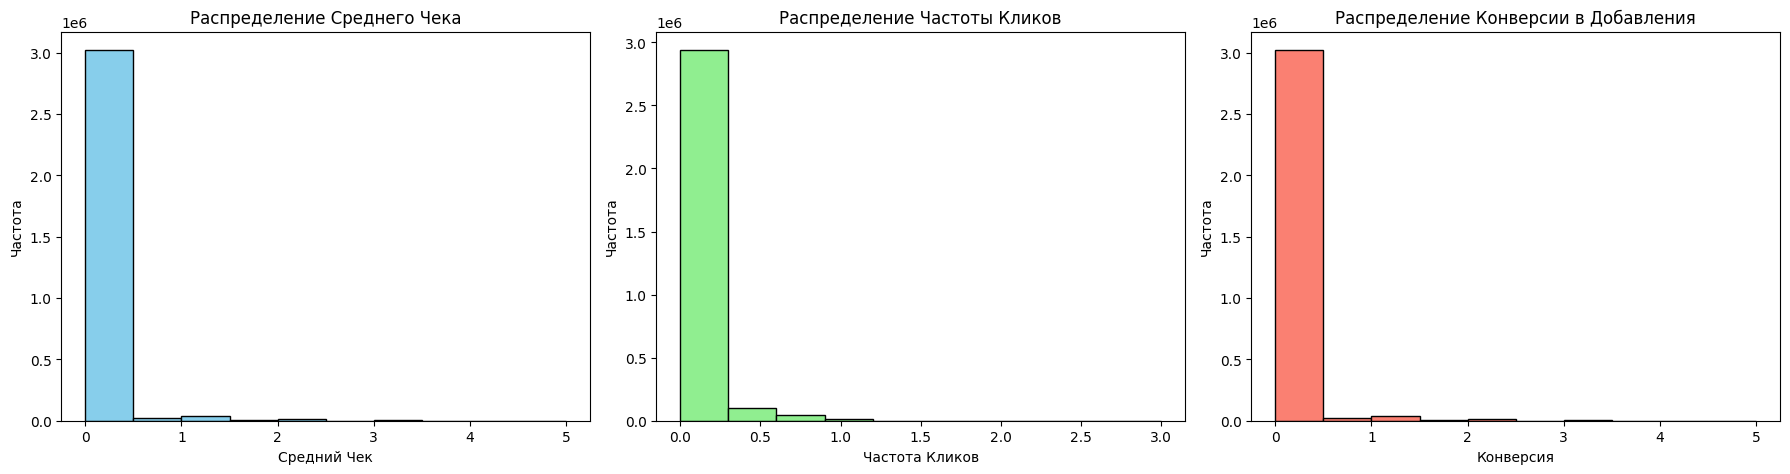 Распределение Среднего Чека
1e6
3.0
2.5
2.0
1.5
1.0
0.5
0.0
Частота
0 1 2 3 4 5
Средний Чек
Распределение Частоты Кликов
1e6
3.0
2.5
2.0
1.5
1.0
0.5
0.0
Частота
0.0 0.5 1.0 1.5 2.0 2.5 3.0
Частота Кликов
Распределение Конверсии в Добавления
1e6
3.0
2.5
2.0
1.5
1.0
0.5
0.0
Частота
0 1 2 3 4 5
Конверсия